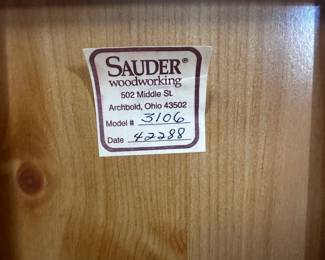 SAUDER®
woodworking
502 Middle St.
Archbold, Ohio 43502
Model # 3106
Date 42288